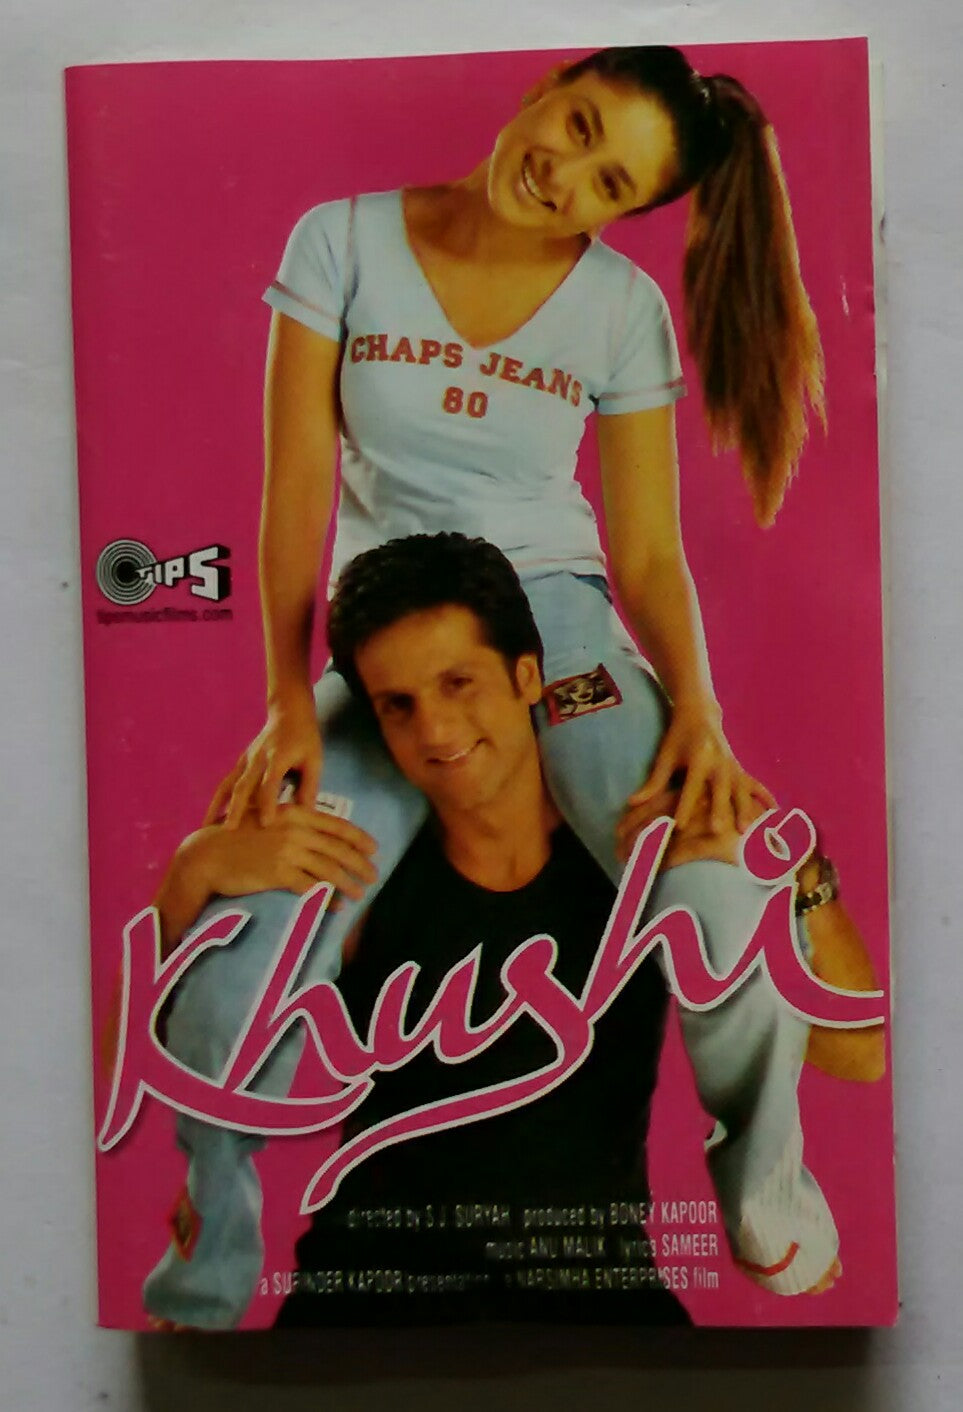 CHAPS JEANS
80
TIPS
tipsmusicfilms.com
Khushi
directed by S.J. SURYAH produced by BONEY KAPOOR
music ANU MALIK lyrics SAMEER
a SURINDER KAPOOR presentation a NARSIMHA ENTERPRISES film